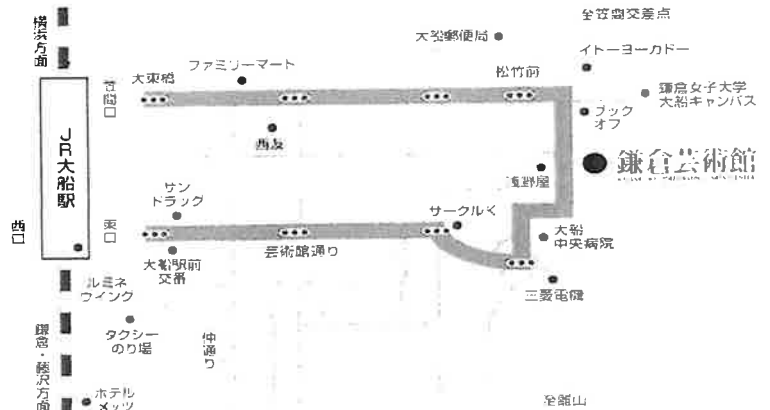 至笠間交差点
横浜方面
大船郵便局
イトーヨーカドー
ファミリーマート
大東橋
松竹前
笠間口
鎌倉女子大学
大船キャンパス
ブック
オフ
西友
JR大船駅
鎌倉芸術館
サン
ドラッグ
サークルK
西口
東口
大船
中央病院
芸術館通り
大船駅前
交番
ルミネ
ウイング
三菱電機
タクシー
のり場
仲通り
鎌倉・藤沢方面
ホテル
メッツ